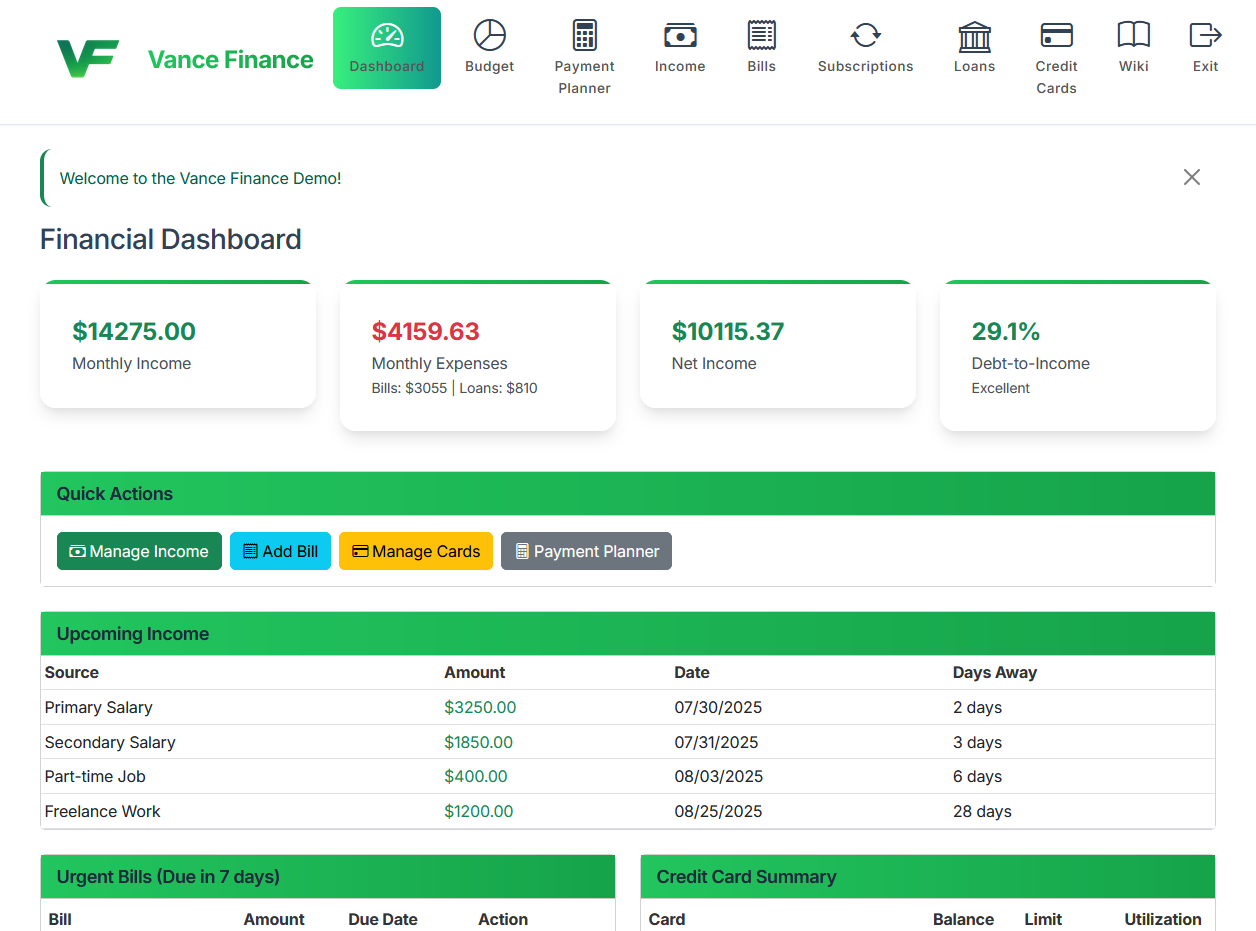 VF Vance Finance
Dashboard Budget Payment Planner Income Bills Subscriptions Loans Credit Cards Wiki Exit
Welcome to the Vance Finance Demo!
Financial Dashboard
$14275.00 $4159.63 $10115.37 29.1%
Monthly Income Monthly Expenses Net Income Debt-to-Income
Bills: $3055 | Loans: $810 Excellent
Quick Actions
Manage Income Add Bill Manage Cards Payment Planner
Upcoming Income
Source Amount Date Days Away
Primary Salary $3250.00 07/30/2025 2 days
Secondary Salary $1850.00 07/31/2025 3 days
Part-time Job $400.00 08/03/2025 6 days
Freelance Work $1200.00 08/25/2025 28 days
Urgent Bills (Due in 7 days) Credit Card Summary
Bill Amount Due Date Action Card Balance Limit Utilization